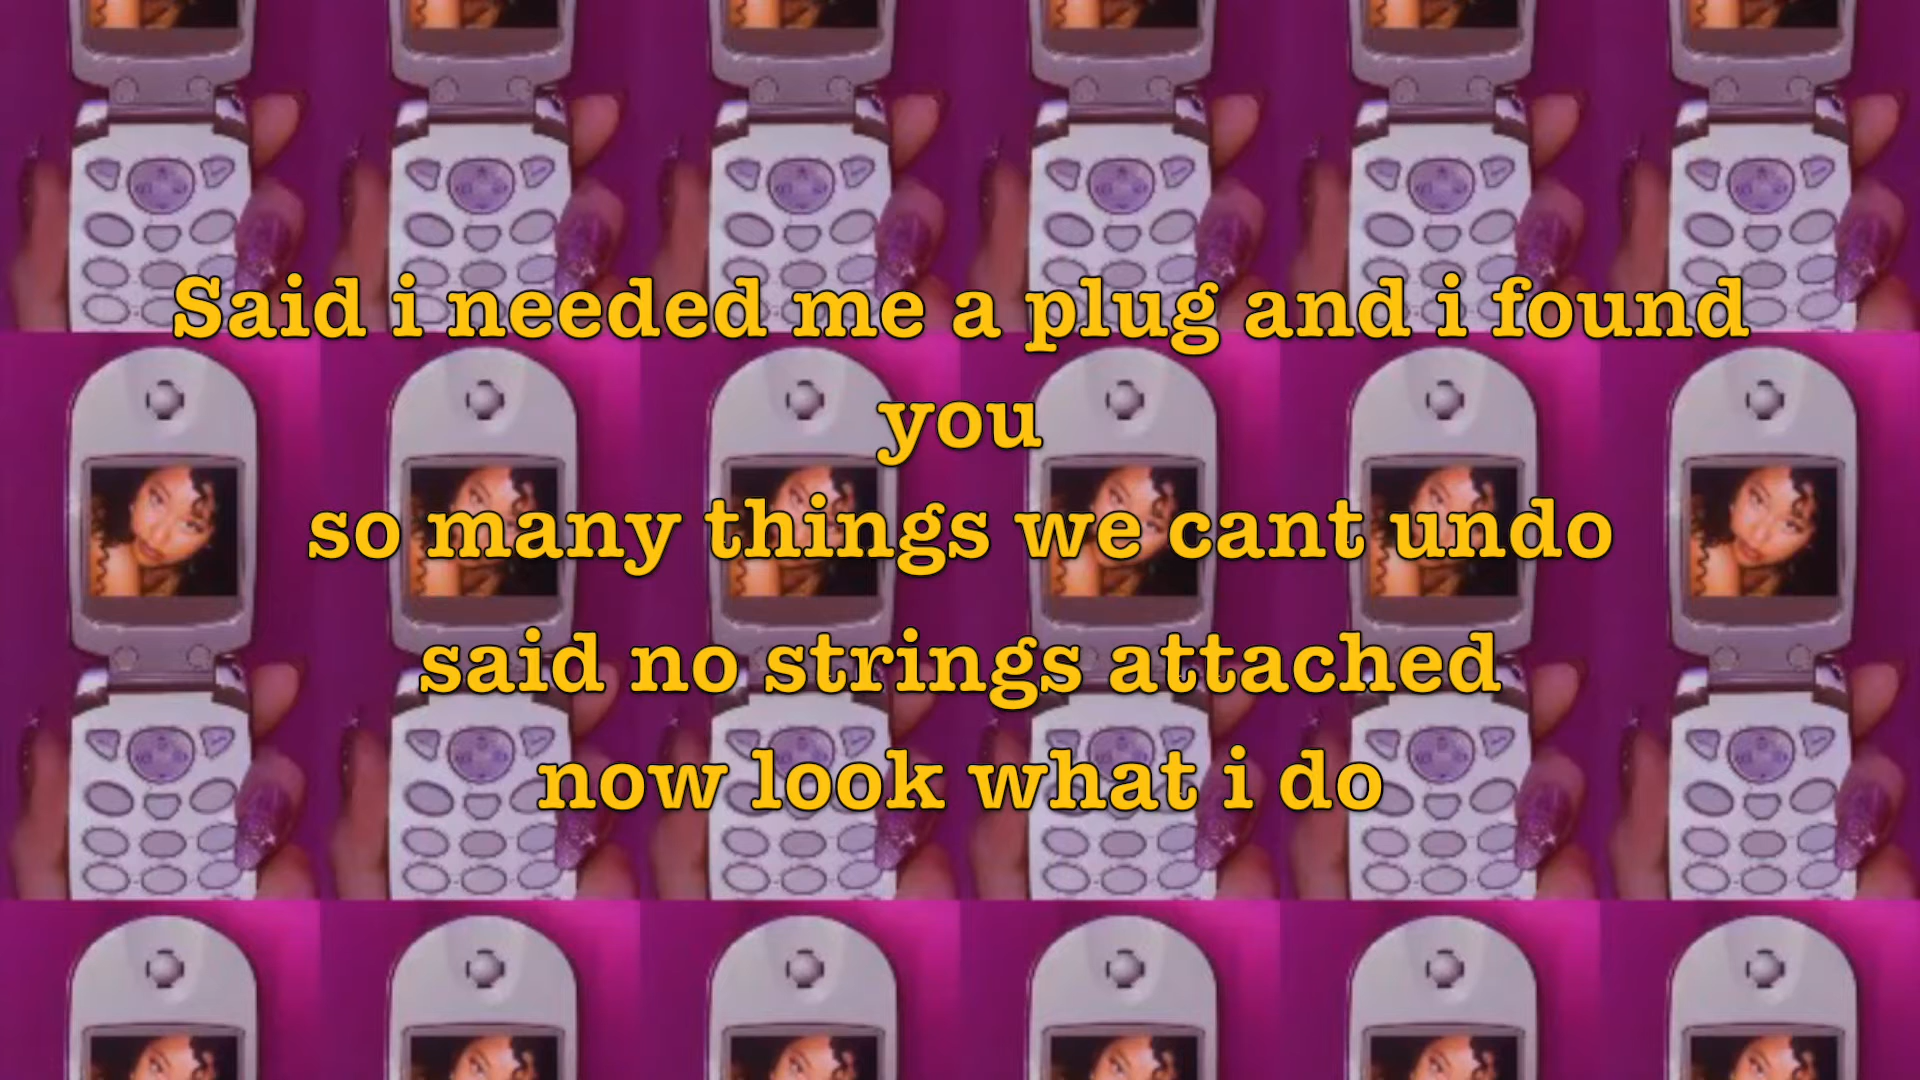 Said i needed me a plug and i found
you
so many things we cant undo
said no strings attached
now look what i do